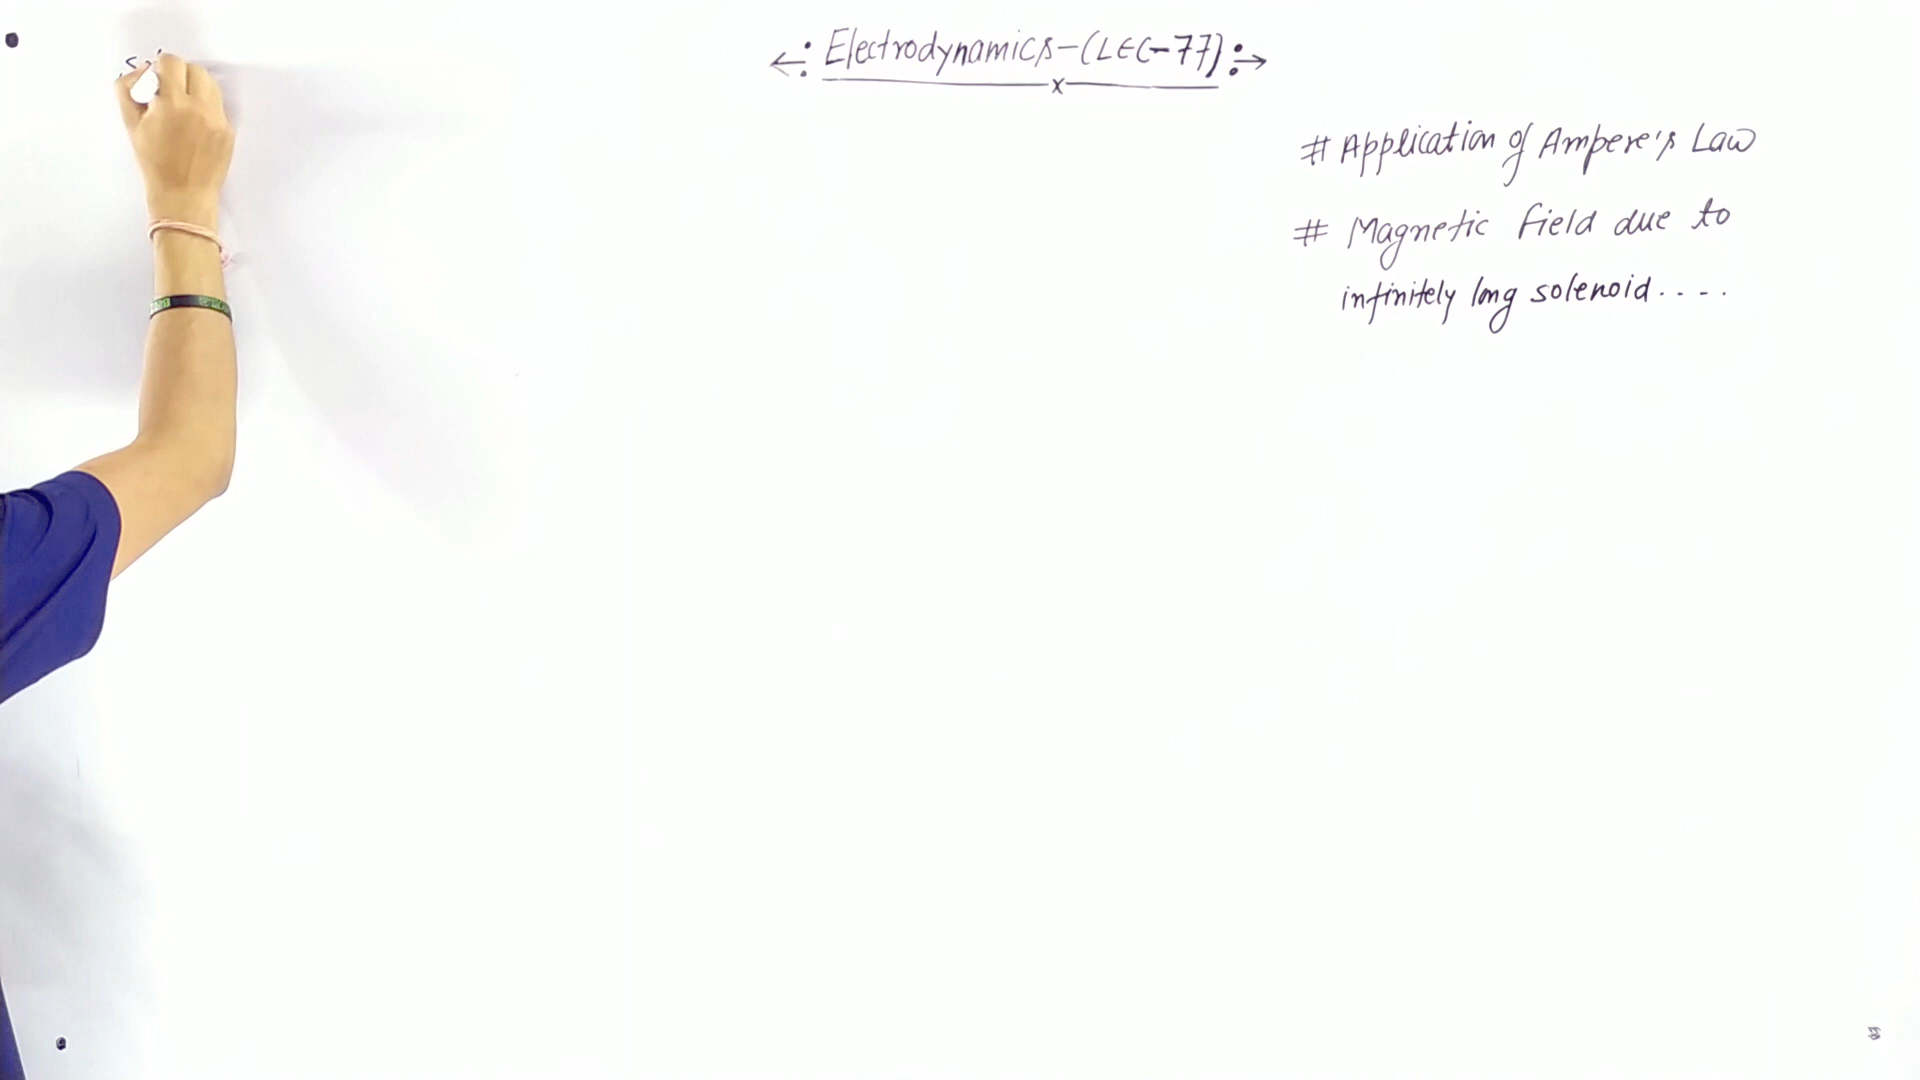 ←: Electrodynamics-(LEC-77):→
# Application of Ampere's Law
# Magnetic field due to
infinitely long solenoid....